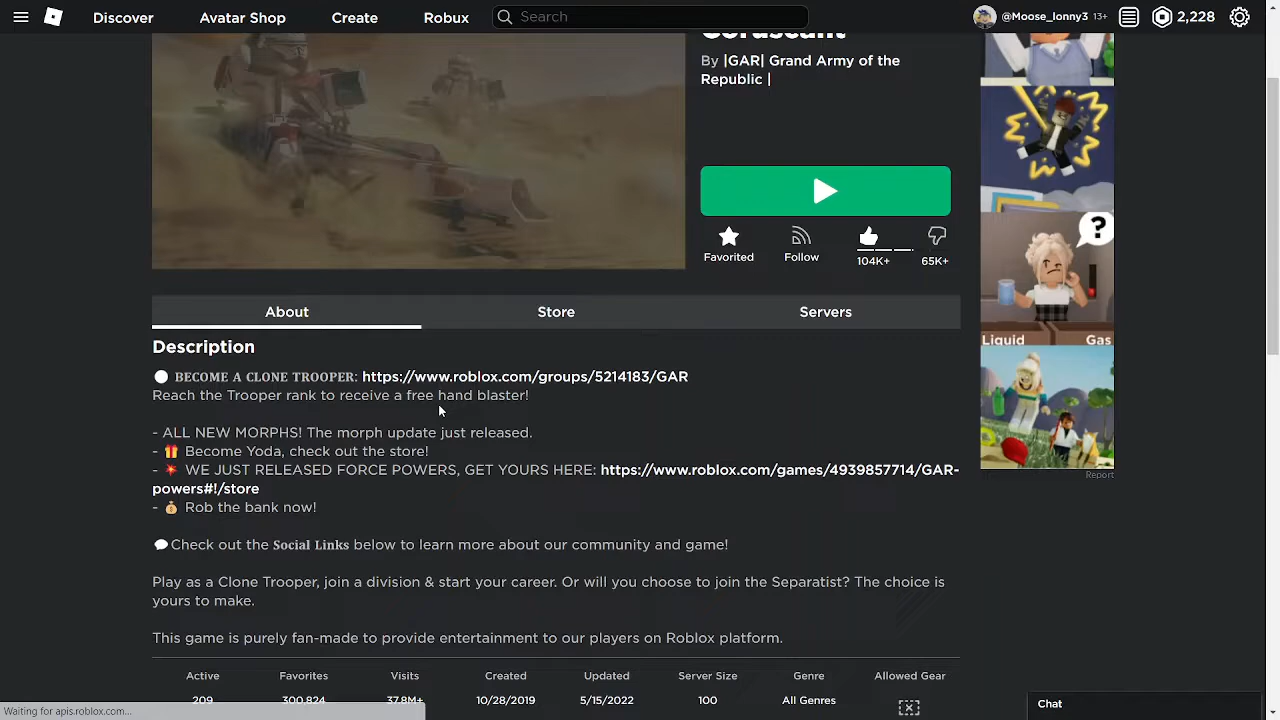 Discover
Avatar Shop
Create
Robux
Search
@Moose_lonny3 13+
2,228
Coruscant
By |GAR| Grand Army of the
Republic |
Favorited
Follow
104K+
65K+
?
Liquid
Gas
Report
About
Store
Servers
Description
BECOME A CLONE TROOPER: https://www.roblox.com/groups/5214183/GAR
Reach the Trooper rank to receive a free hand blaster!
- ALL NEW MORPHS! The morph update just released.
- 🎁 Become Yoda, check out the store!
- 💥 WE JUST RELEASED FORCE POWERS, GET YOURS HERE: https://www.roblox.com/games/4939857714/GAR-
powers#!/store
- 💰 Rob the bank now!
💬Check out the Social Links below to learn more about our community and game!
Play as a Clone Trooper, join a division & start your career. Or will you choose to join the Separatist? The choice is
yours to make.
This game is purely fan-made to provide entertainment to our players on Roblox platform.
Active
Favorites
Visits
Created
Updated
Server Size
Genre
Allowed Gear
209
300,824
37.8M+
10/28/2019
5/15/2022
100
All Genres
Waiting for apis.roblox.com...
Chat